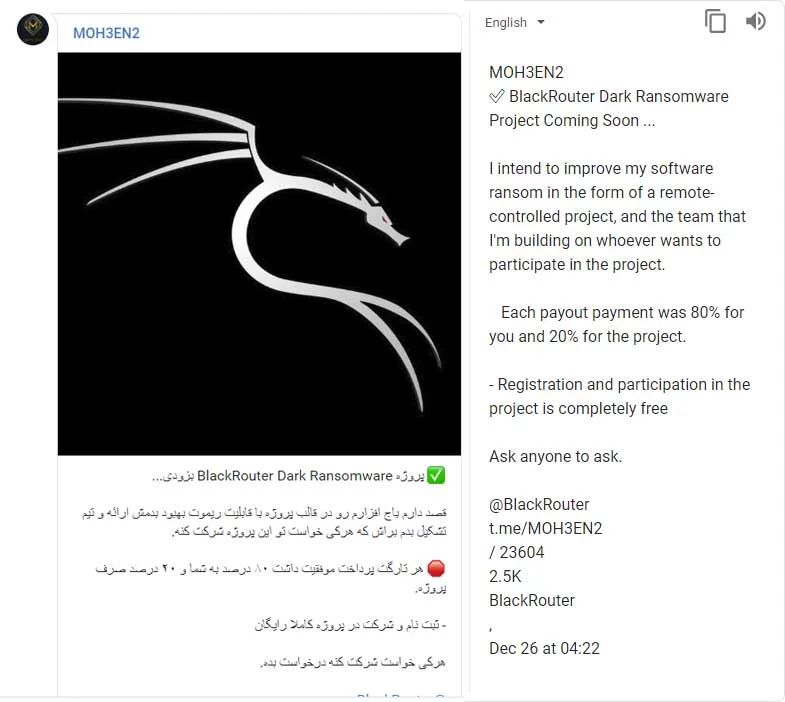 MOH3EN2
✅ پروژه BlackRouter Dark Ransomware بزودی...
قصد دارم باج افزارم رو در قالب پروژه با قابلیت ریموت بهبود بدمش ارائه و تیم
تشکیل بدم براش که هرکی خواست تو این پروژه شرکت کنه.
🛑 هر تارگت پرداخت موفقیت داشت ۸۰ درصد به شما و ۲۰ درصد صرف
پروژه.
- ثبت نام و شرکت در پروژه کاملا رایگان
هرکی خواست شرکت کنه درخواست بده.
English
MOH3EN2
✅ BlackRouter Dark Ransomware
Project Coming Soon ...
I intend to improve my software
ransom in the form of a remote-
controlled project, and the team that
I'm building on whoever wants to
participate in the project.
Each payout payment was 80% for
you and 20% for the project.
- Registration and participation in the
project is completely free
Ask anyone to ask.
@BlackRouter
t.me/MOH3EN2
/ 23604
2.5K
BlackRouter
,
Dec 26 at 04:22